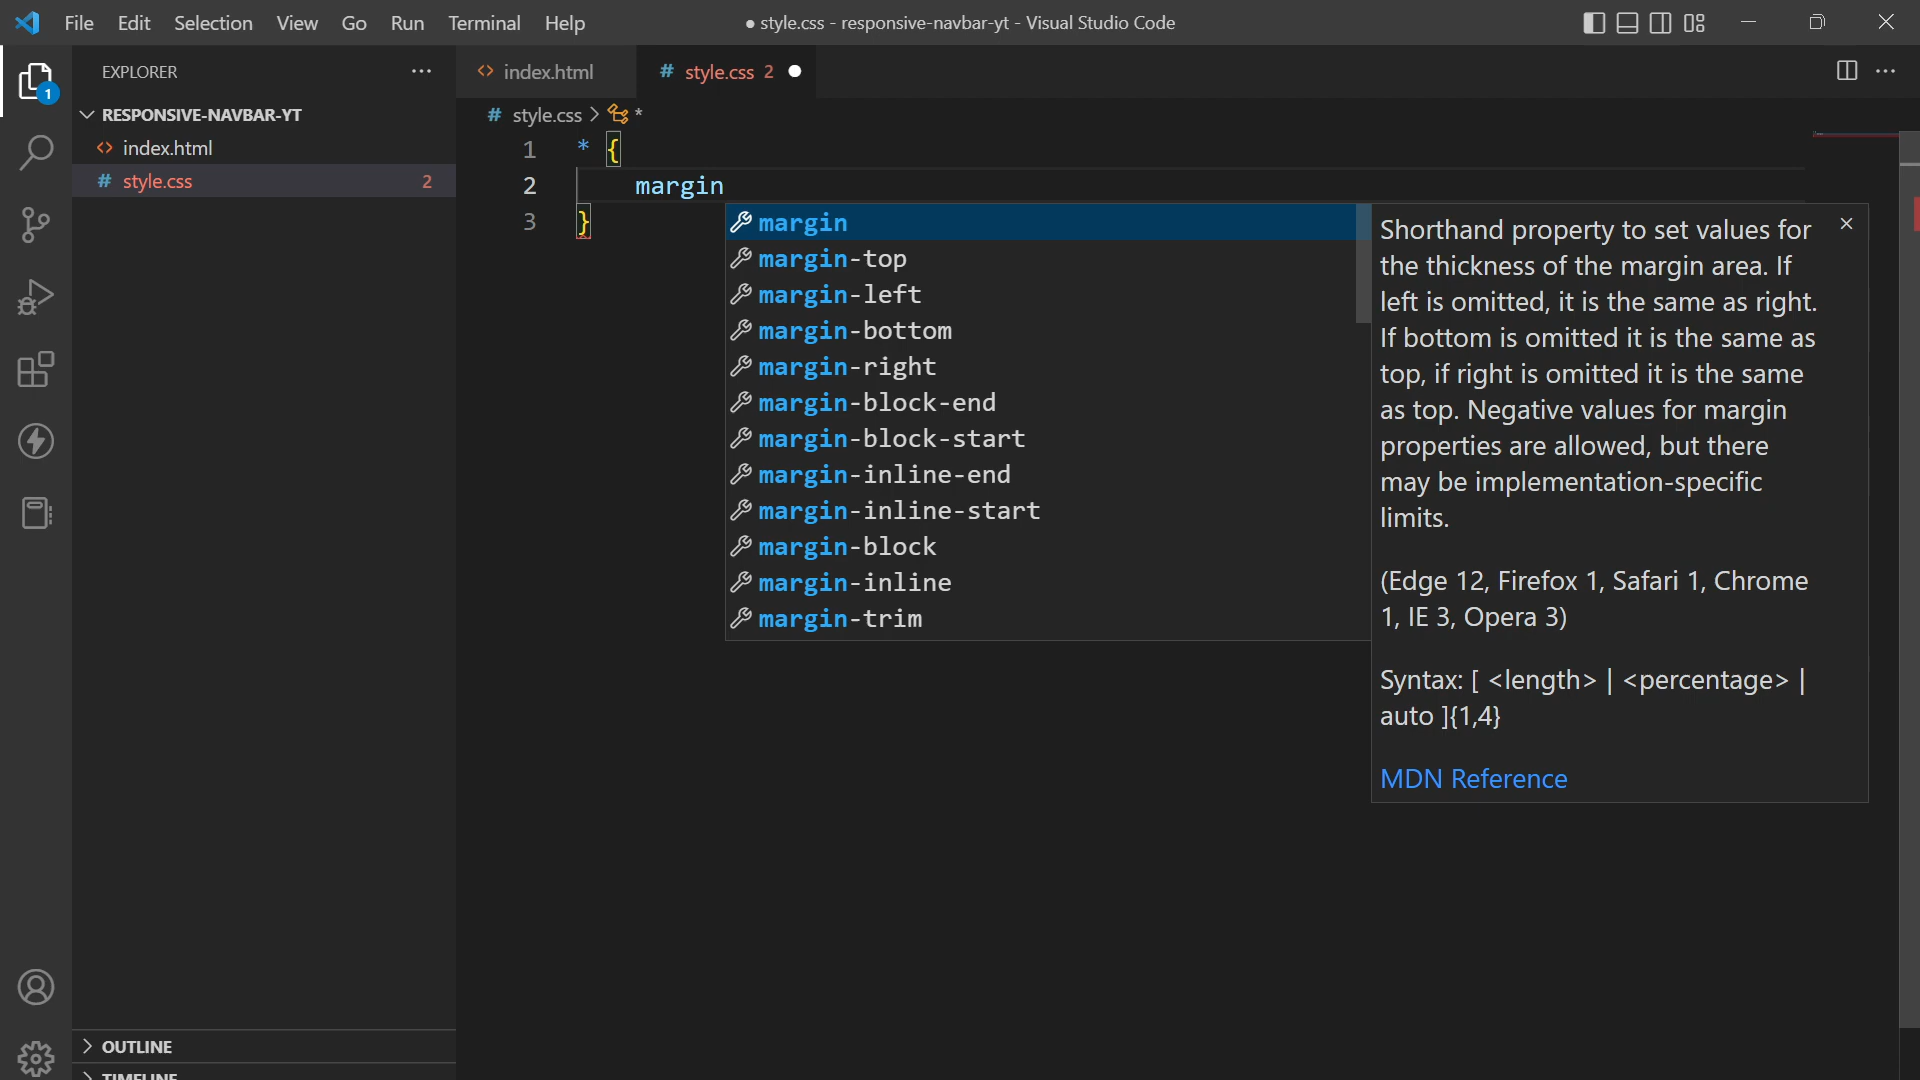 File Edit Selection View Go Run Terminal Help
● style.css - responsive-navbar-yt - Visual Studio Code
EXPLORER
1
RESPONSIVE-NAVBAR-YT
<> index.html
# style.css 2
OUTLINE
TIMELINE
<> index.html
# style.css 2
# style.css > *
1 * {
2 margin
3 }
margin
margin-top
margin-left
margin-bottom
margin-right
margin-block-end
margin-block-start
margin-inline-end
margin-inline-start
margin-block
margin-inline
margin-trim
Shorthand property to set values for
the thickness of the margin area. If
left is omitted, it is the same as right.
If bottom is omitted it is the same as
top, if right is omitted it is the same
as top. Negative values for margin
properties are allowed, but there
may be implementation-specific
limits.
(Edge 12, Firefox 1, Safari 1, Chrome
1, IE 3, Opera 3)
Syntax: [ <length> | <percentage> |
auto ]{1,4}
MDN Reference